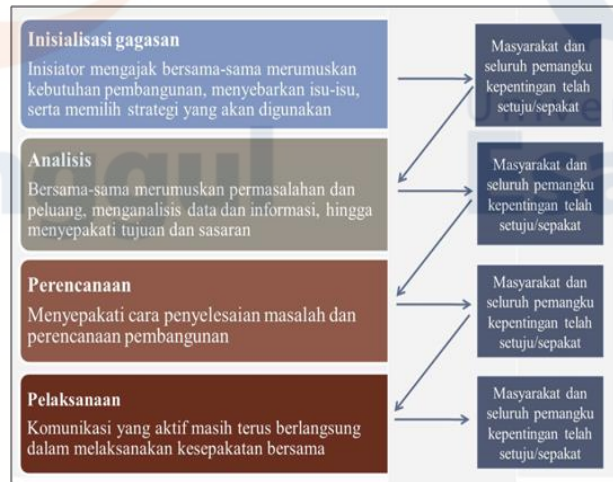 Inisialisasi gagasan
Inisiator mengajak bersama-sama merumuskan
kebutuhan pembangunan, menyebarkan isu-isu,
serta memilih strategi yang akan digunakan
Masyarakat dan
seluruh pemangku
kepentingan telah
setuju/sepakat
Analisis
Bersama-sama merumuskan permasalahan dan
peluang, menganalisis data dan informasi, hingga
menyepakati tujuan dan sasaran
Masyarakat dan
seluruh pemangku
kepentingan telah
setuju/sepakat
Perencanaan
Menyepakati cara penyelesaian masalah dan
perencanaan pembangunan
Masyarakat dan
seluruh pemangku
kepentingan telah
setuju/sepakat
Pelaksanaan
Komunikasi yang aktif masih terus berlangsung
dalam melaksanakan kesepakatan bersama
Masyarakat dan
seluruh pemangku
kepentingan telah
setuju/sepakat